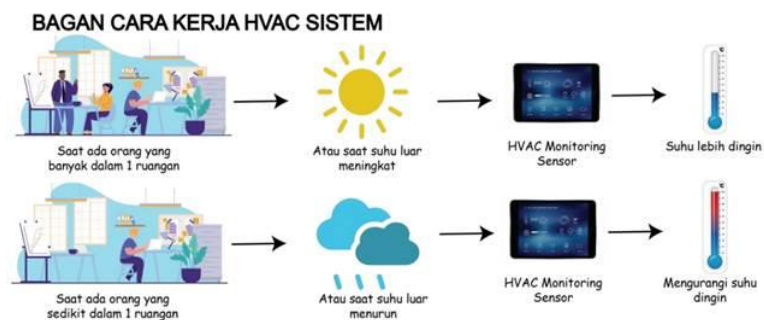 BAGAN CARA KERJA HVAC SISTEM
Saat ada orang yang
banyak dalam 1 ruangan
Atau saat suhu luar
meningkat
HVAC Monitoring
Sensor
Suhu lebih dingin
Saat ada orang yang
sedikit dalam 1 ruangan
Atau saat suhu luar
menurun
HVAC Monitoring
Sensor
Mengurangi suhu
dingin